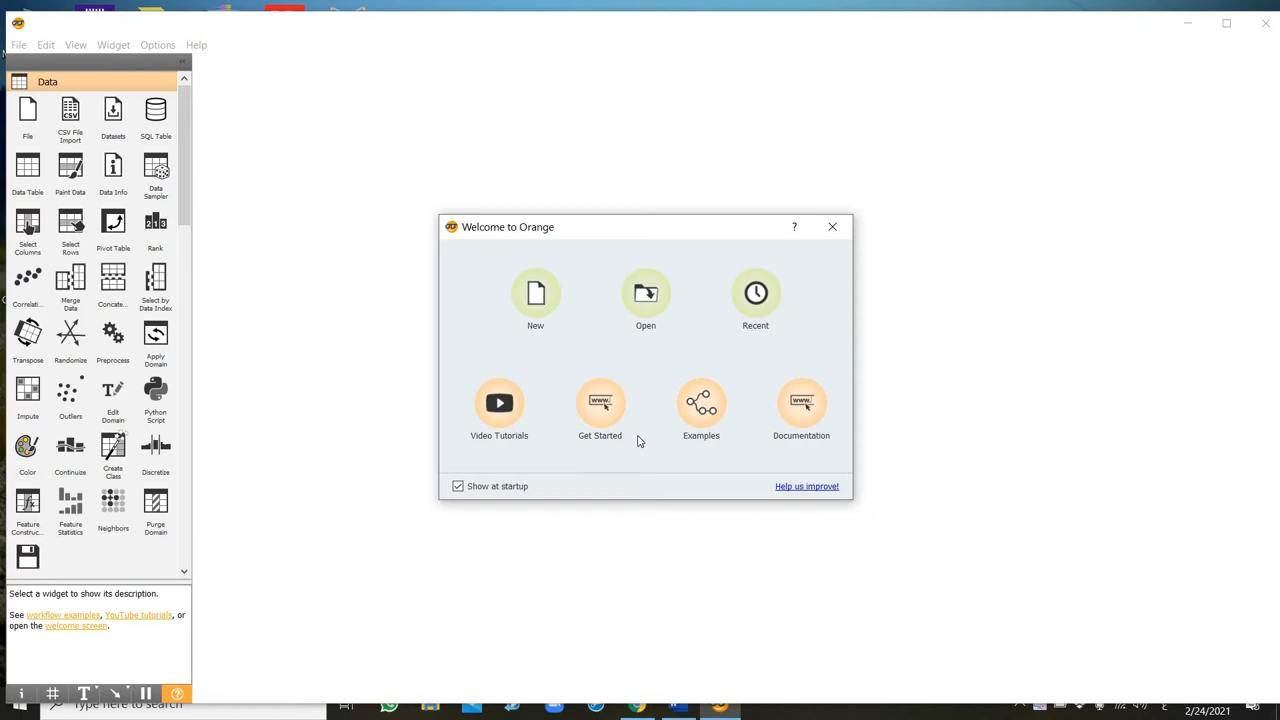 File Edit View Widget Options Help
Data
File
CSV File
Import
Datasets
SQL Table
Data Table
Paint Data
Data Info
Data
Sampler
Select
Columns
Select
Rows
Pivot Table
Rank
Correlati...
Merge
Data
Concate...
Select by
Data Index
Transpose
Randomize
Preprocess
Apply
Domain
Impute
Outliers
Edit
Domain
Python
Script
Color
Continuize
Create
Class
Discretize
Feature
Construc...
Feature
Statistics
Neighbors
Purge
Domain
Select a widget to show its description.
See workflow examples, YouTube tutorials, or
open the welcome screen.
Welcome to Orange
New
Open
Recent
Video Tutorials
Get Started
Examples
Documentation
Show at startup
Help us improve!
Type here to search
2/24/2021